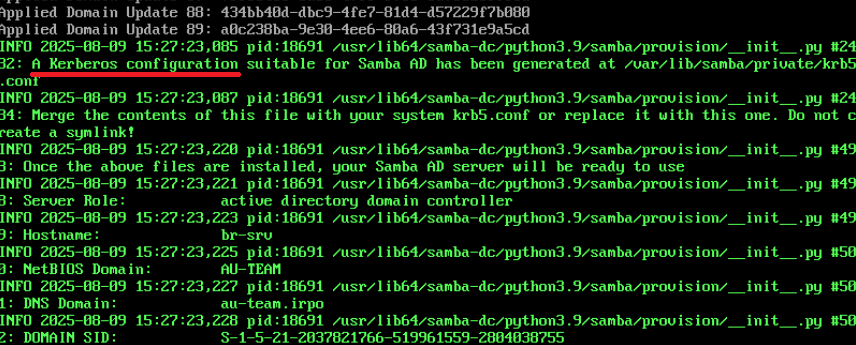 Applied Domain Update 88: 434bb40d-dbc9-4fe7-81d4-d57229f7b080
Applied Domain Update 89: a0c238ba-9e30-4ee6-80a6-43f731e9a5cd
INFO 2025-08-09 15:27:23,085 pid:18691 /usr/lib64/samba-dc/python3.9/samba/provision/__init__.py #24
32: A Kerberos configuration suitable for Samba AD has been generated at /var/lib/samba/private/krb5
.conf
INFO 2025-08-09 15:27:23,087 pid:18691 /usr/lib64/samba-dc/python3.9/samba/provision/__init__.py #24
34: Merge the contents of this file with your system krb5.conf or replace it with this one. Do not c
reate a symlink!
INFO 2025-08-09 15:27:23,220 pid:18691 /usr/lib64/samba-dc/python3.9/samba/provision/__init__.py #49
3: Once the above files are installed, your Samba AD server will be ready to use
INFO 2025-08-09 15:27:23,221 pid:18691 /usr/lib64/samba-dc/python3.9/samba/provision/__init__.py #49
8: Server Role:           active directory domain controller
INFO 2025-08-09 15:27:23,223 pid:18691 /usr/lib64/samba-dc/python3.9/samba/provision/__init__.py #49
9: Hostname:              br-srv
INFO 2025-08-09 15:27:23,225 pid:18691 /usr/lib64/samba-dc/python3.9/samba/provision/__init__.py #50
0: NetBIOS Domain:        AU-TEAM
INFO 2025-08-09 15:27:23,227 pid:18691 /usr/lib64/samba-dc/python3.9/samba/provision/__init__.py #50
1: DNS Domain:            au-team.irpo
INFO 2025-08-09 15:27:23,228 pid:18691 /usr/lib64/samba-dc/python3.9/samba/provision/__init__.py #50
2: DOMAIN SID:            S-1-5-21-2037821766-519961559-2804038755